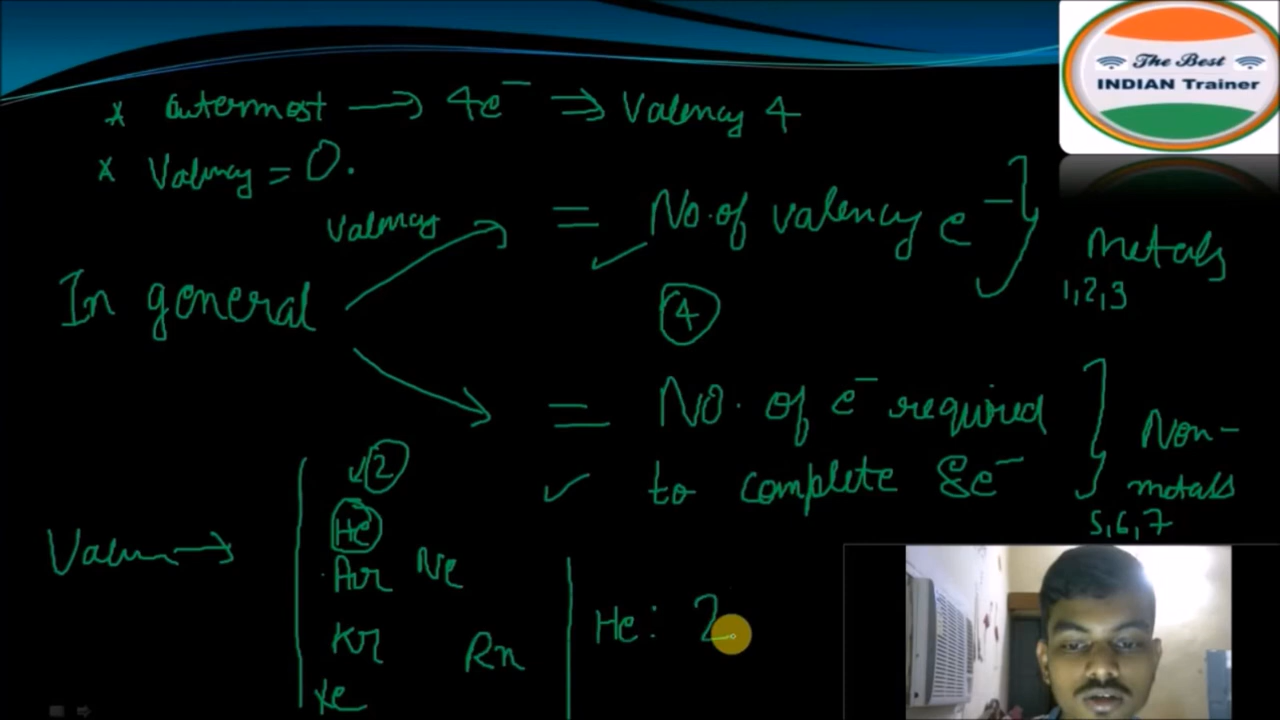 The Best
INDIAN Trainer
* outermost → 4e⁻ ⇒ Valency 4
* Valency = 0.
In general
valency = No. of valency e⁻
metals
1,2,3
4
= No. of e⁻ required
to complete 8e⁻
Non-
metals
5,6,7
2
He
Ar Ne
Kr Rn
Xe
He: 2